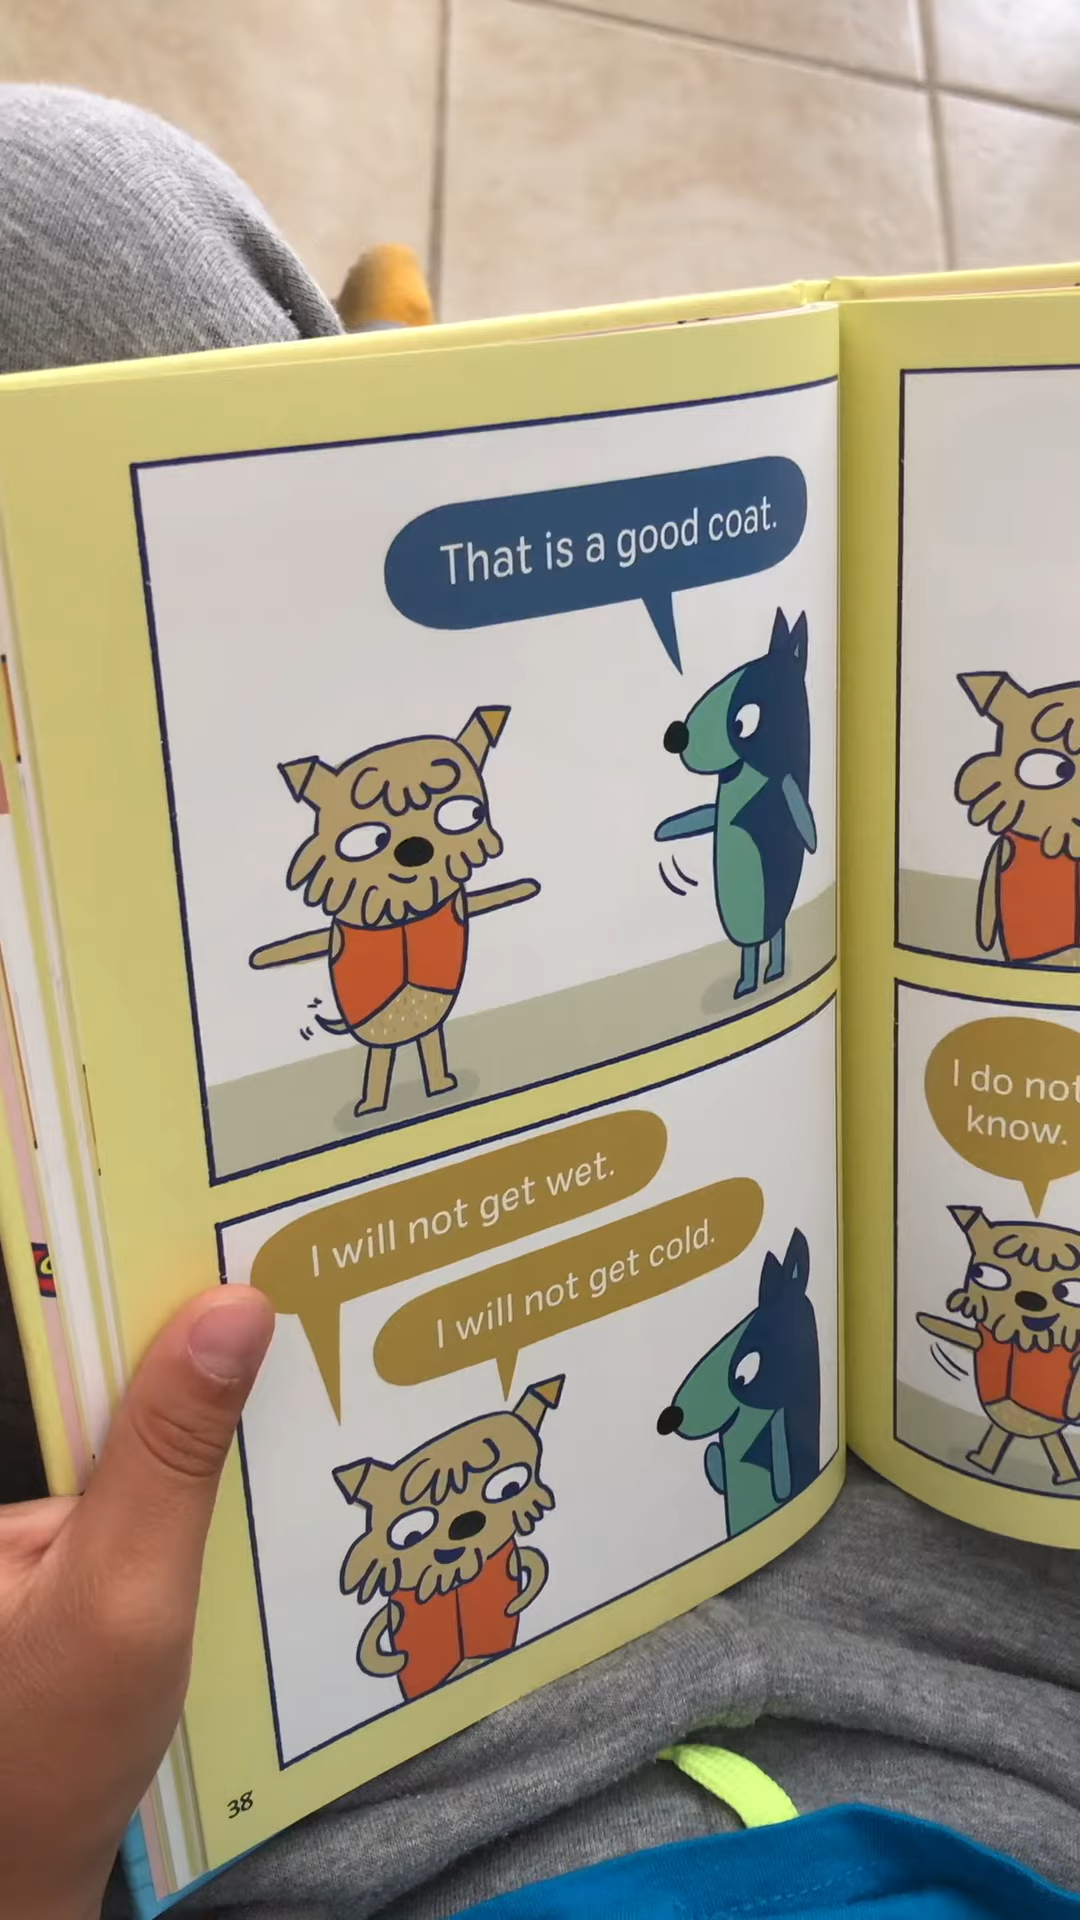 That is a good coat.
I will not get wet.
I will not get cold.
38
I do not
know.